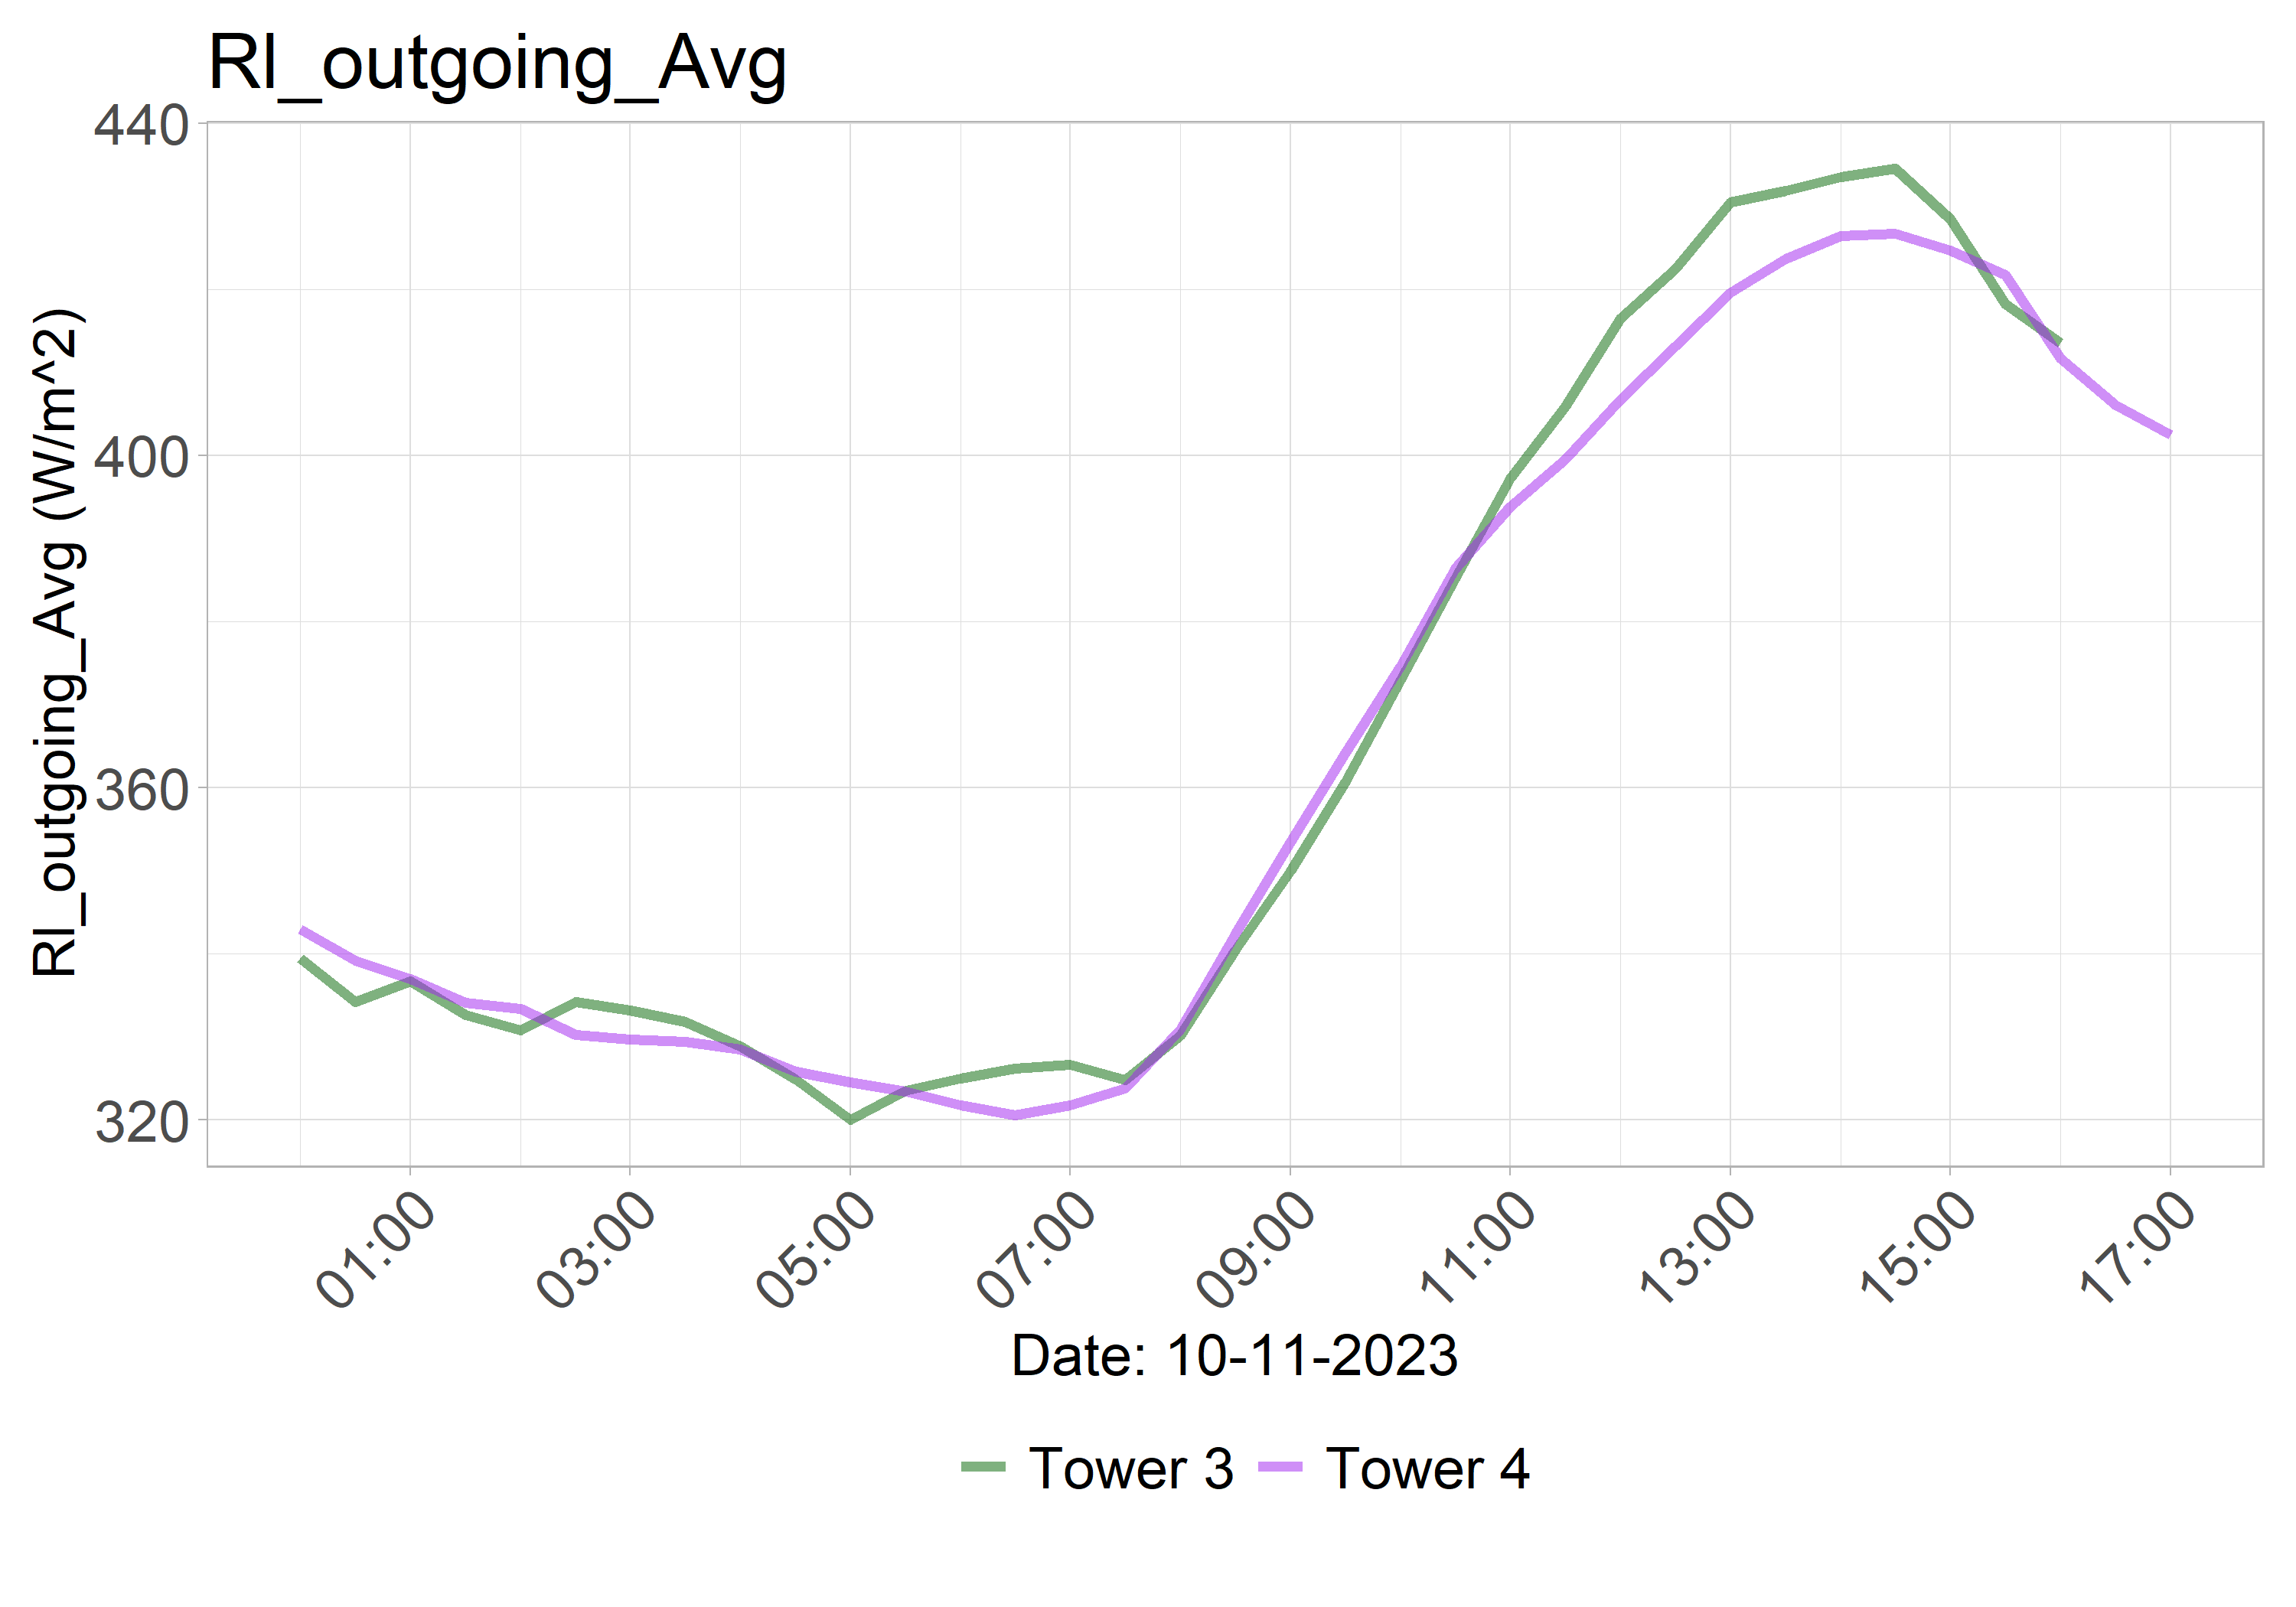 Rl_outgoing_Avg
Rl_outgoing_Avg (W/m^2)
440
400
360
320
01:00
03:00
05:00
07:00
09:00
11:00
13:00
15:00
17:00
Date: 10-11-2023
Tower 3
Tower 4